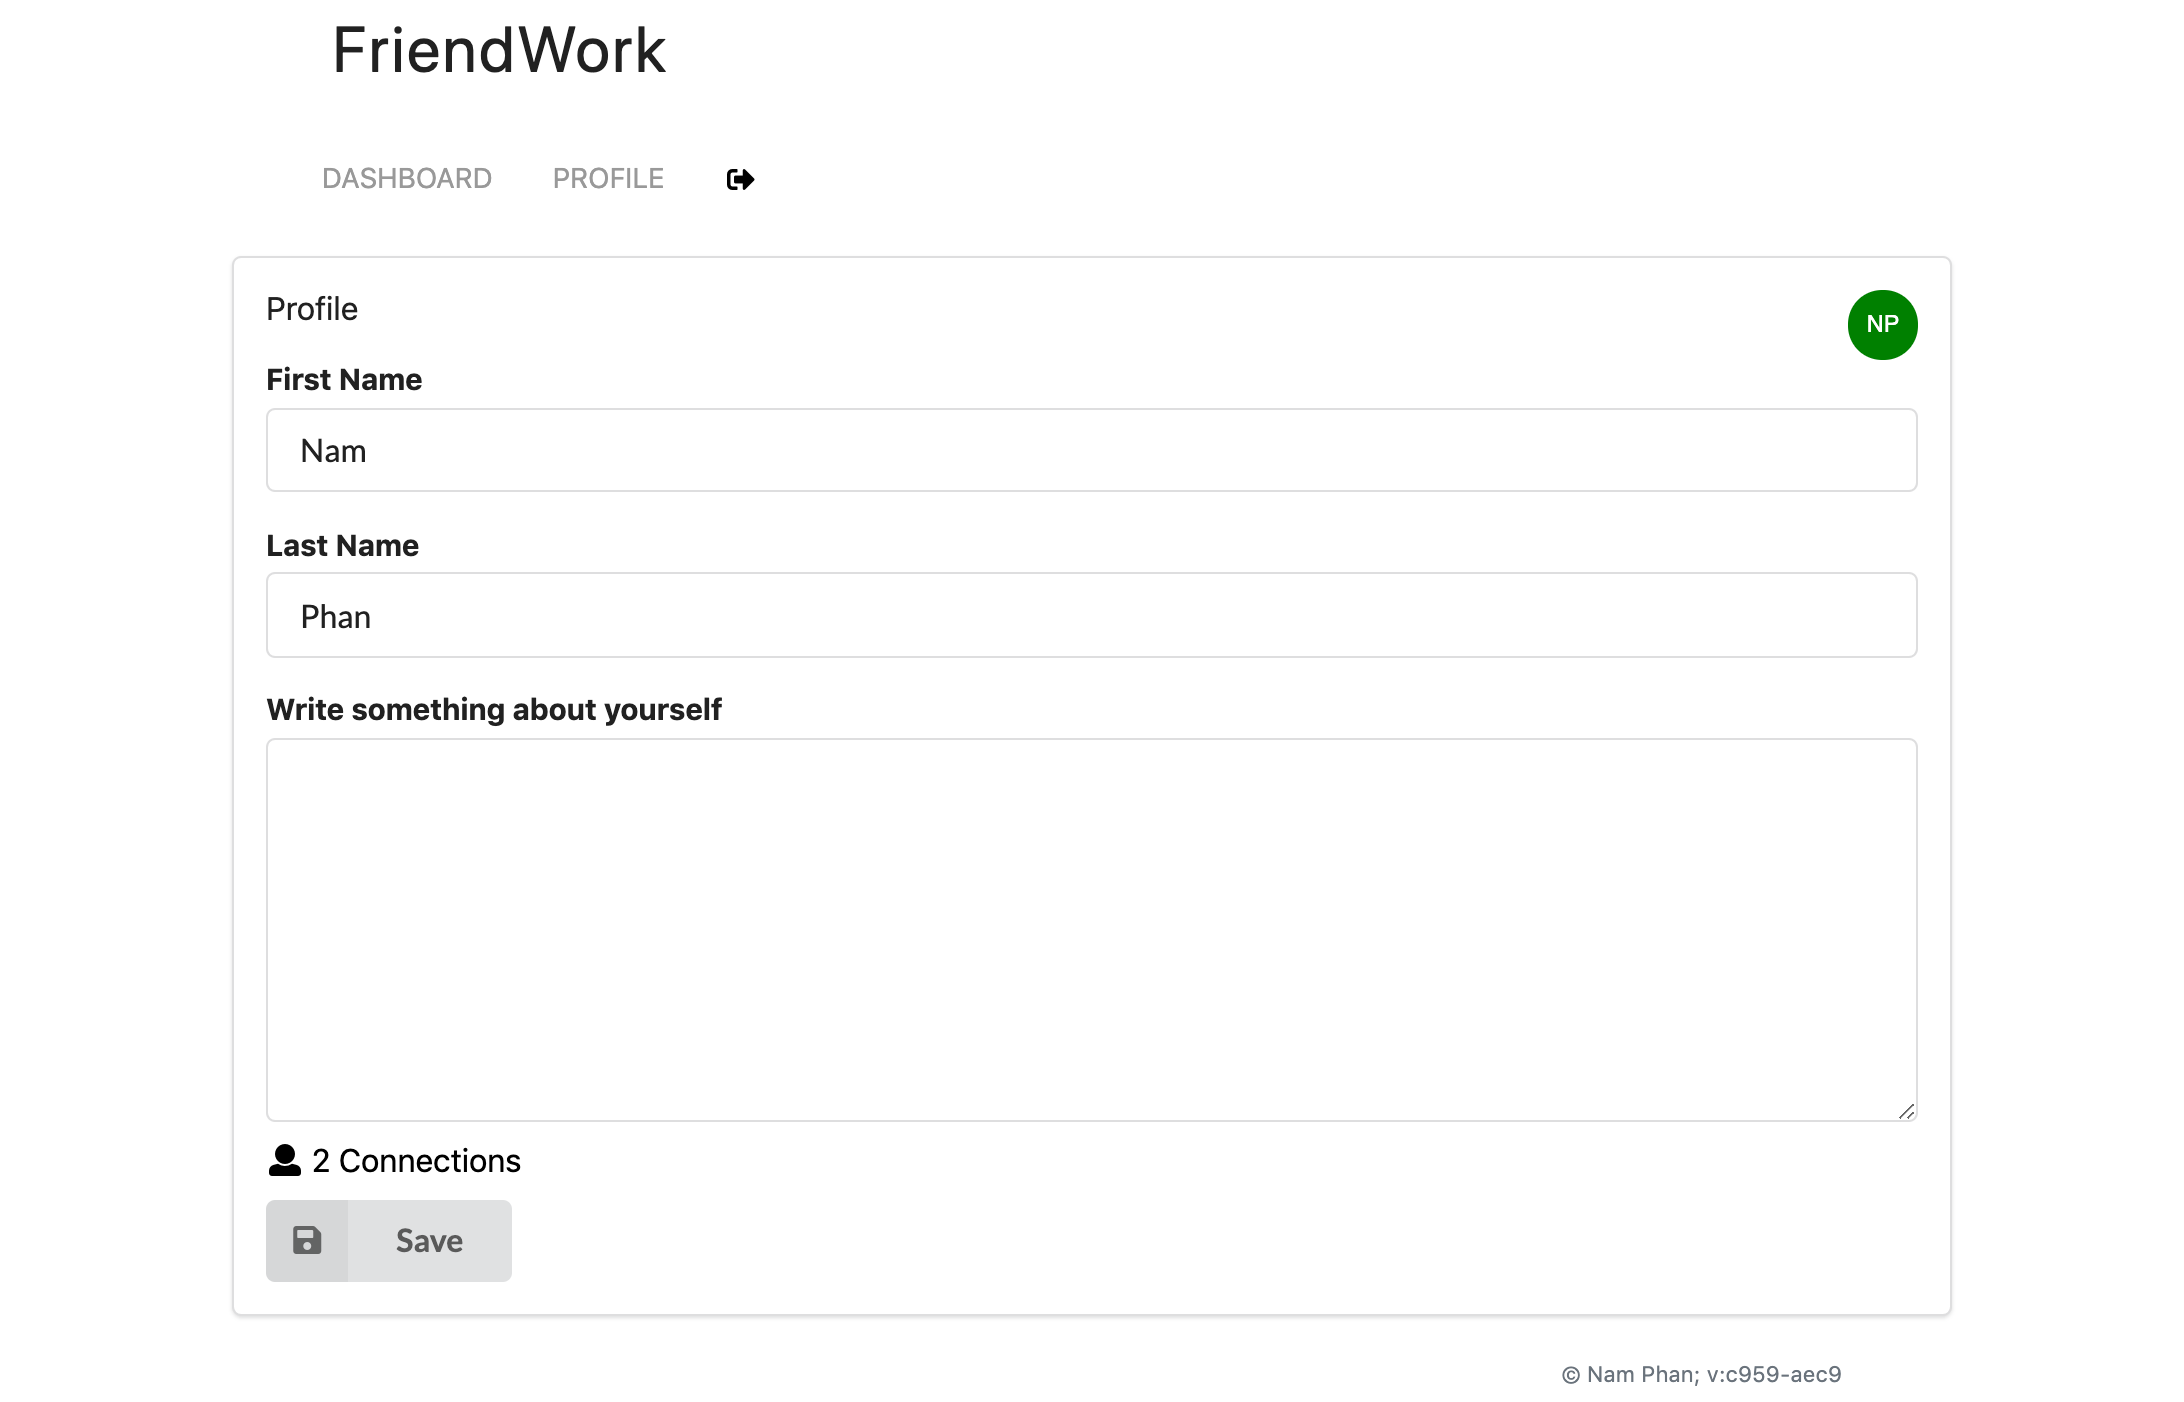 FriendWork
DASHBOARD PROFILE
Profile
NP
First Name
Nam
Last Name
Phan
Write something about yourself
2 Connections
Save
© Nam Phan; v:c959-aec9